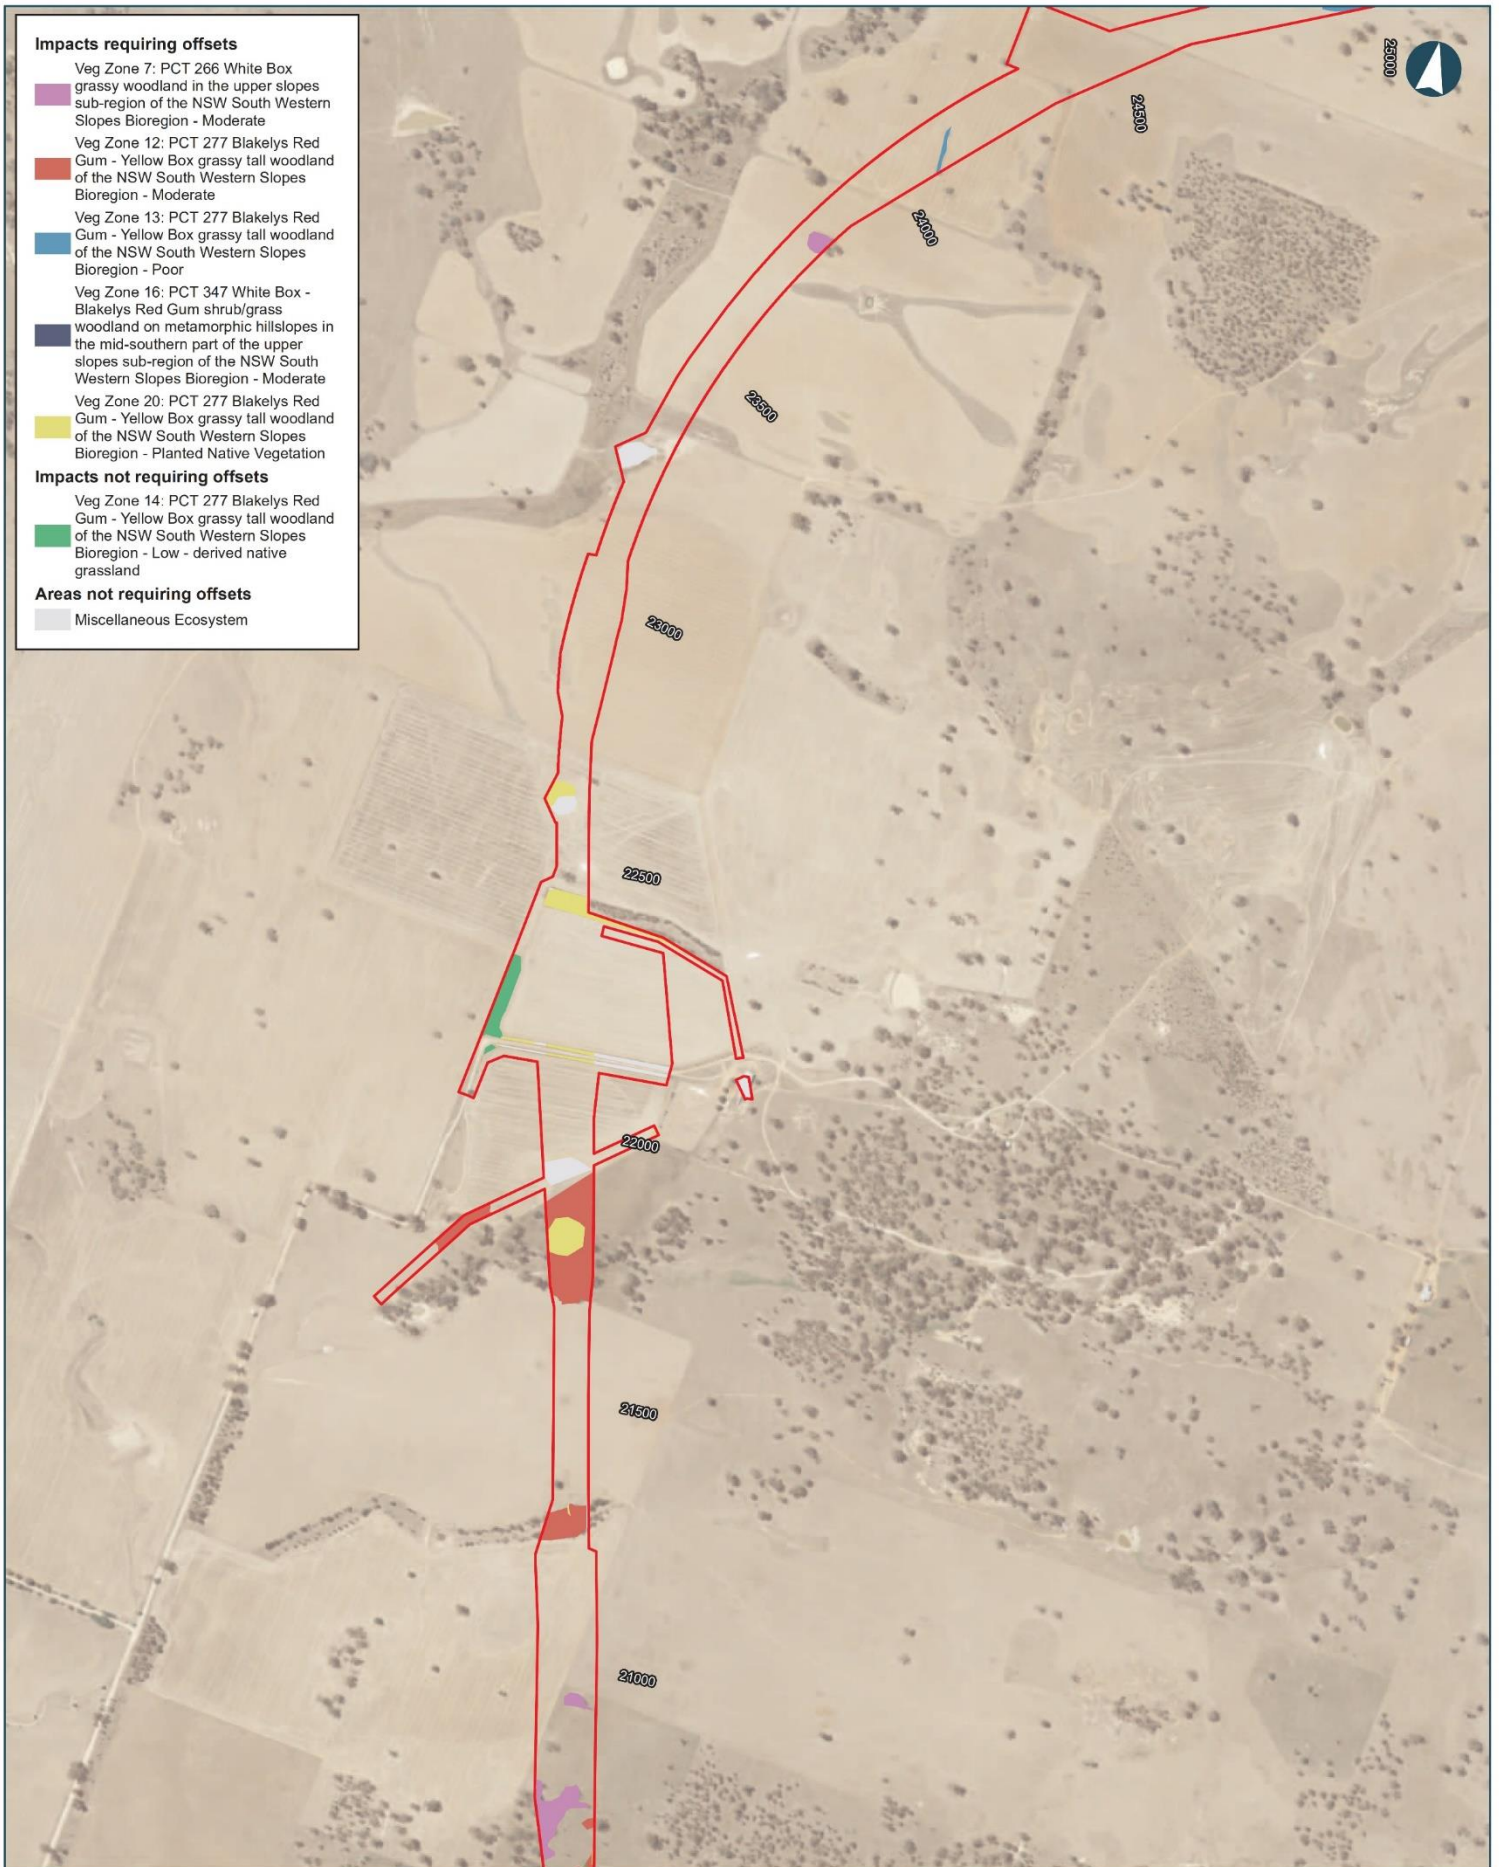 Impacts requiring offsets
Veg Zone 7: PCT 266 White Box
grassy woodland in the upper slopes
sub-region of the NSW South Western
Slopes Bioregion - Moderate
Veg Zone 12: PCT 277 Blakelys Red
Gum - Yellow Box grassy tall woodland
of the NSW South Western Slopes
Bioregion - Moderate
Veg Zone 13: PCT 277 Blakelys Red
Gum - Yellow Box grassy tall woodland
of the NSW South Western Slopes
Bioregion - Poor
Veg Zone 16: PCT 347 White Box -
Blakelys Red Gum shrub/grass
woodland on metamorphic hillslopes in
the mid-southern part of the upper
slopes sub-region of the NSW South
Western Slopes Bioregion - Moderate
Veg Zone 20: PCT 277 Blakelys Red
Gum - Yellow Box grassy tall woodland
of the NSW South Western Slopes
Bioregion - Planted Native Vegetation
Impacts not requiring offsets
Veg Zone 14: PCT 277 Blakelys Red
Gum - Yellow Box grassy tall woodland
of the NSW South Western Slopes
Bioregion - Low - derived native
grassland
Areas not requiring offsets
Miscellaneous Ecosystem
25000
24500
24000
23500
23000
22500
22000
21500
21000